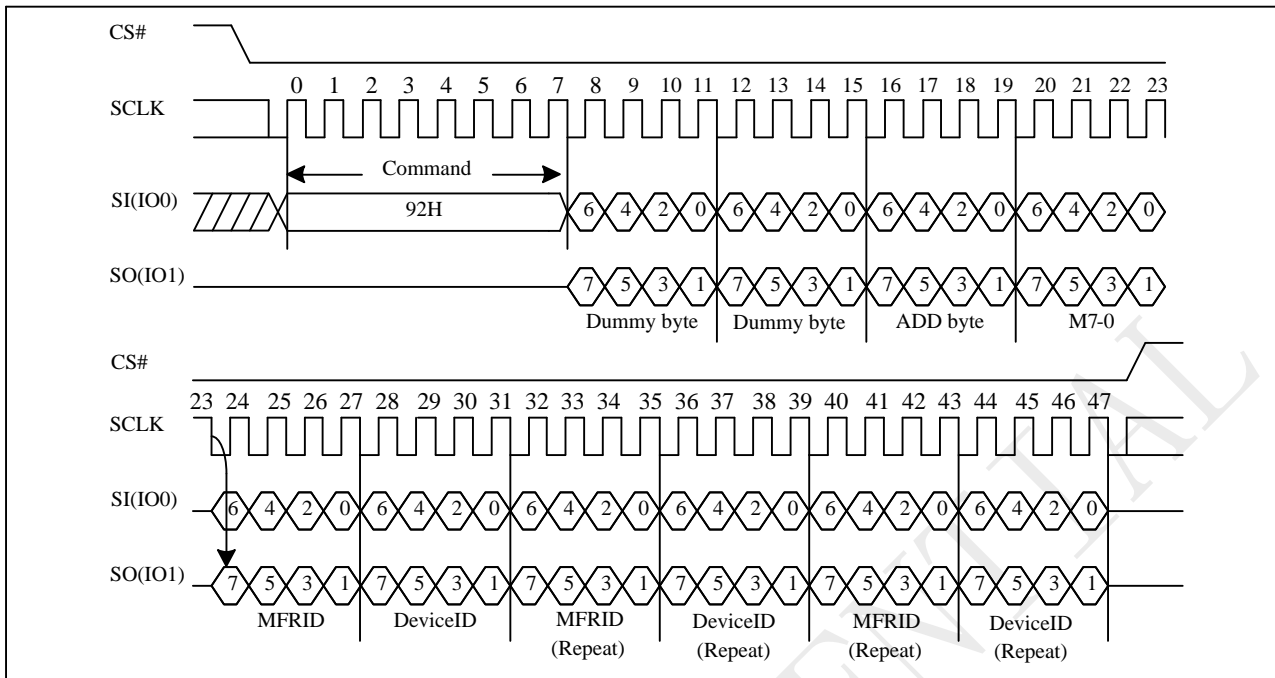 CS#
0 1 2 3 4 5 6 7 8 9 10 11 12 13 14 15 16 17 18 19 20 21 22 23
SCLK
Command
SI(IO0) 92H 6 4 2 0 6 4 2 0 6 4 2 0 6 4 2 0
SO(IO1) 7 5 3 1 7 5 3 1 7 5 3 1 7 5 3 1
Dummy byte Dummy byte ADD byte M7-0
CS#
23 24 25 26 27 28 29 30 31 32 33 34 35 36 37 38 39 40 41 42 43 44 45 46 47
SCLK
SI(IO0) 6 4 2 0 6 4 2 0 6 4 2 0 6 4 2 0 6 4 2 0 6 4 2 0
SO(IO1) 7 5 3 1 7 5 3 1 7 5 3 1 7 5 3 1 7 5 3 1 7 5 3 1
MFRID DeviceID MFRID DeviceID MFRID DeviceID
(Repeat) (Repeat) (Repeat) (Repeat)
ENTIAL